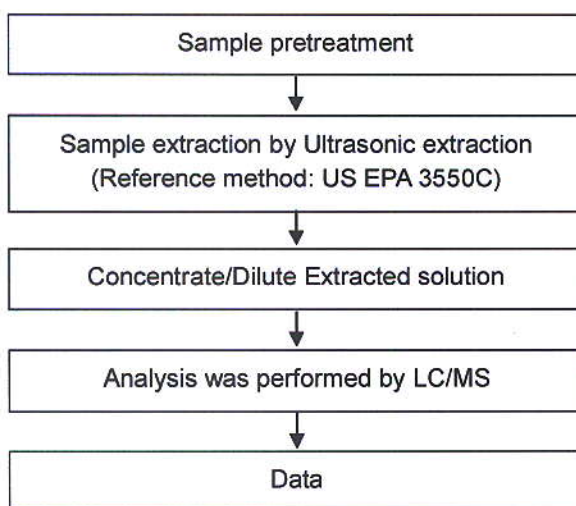 Sample pretreatment
Sample extraction by Ultrasonic extraction
(Reference method: US EPA 3550C)
Concentrate/Dilute Extracted solution
Analysis was performed by LC/MS
Data